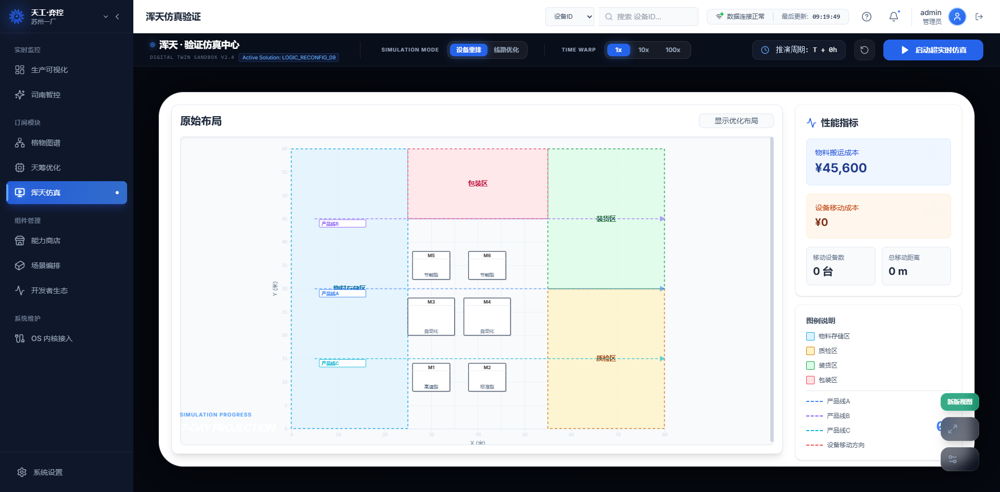 天工·弈控
苏州一厂
实时监控
生产可视化
司南智控
订阅模块
格物图谱
天筹优化
浑天仿真
组件管理
能力商店
场景编排
开发者生态
系统维护
OS 内核接入
系统设置
浑天仿真验证
设备ID
搜索 设备ID...
数据连接正常
最后更新: 09:19:49
admin
管理员
浑天 · 验证仿真中心
DIGITAL TWIN SANDBOX V2.4
Active Solution: LOGIC_RECONFIG_09
SIMULATION MODE
设备重排
线路优化
TIME WARP
1x
10x
100x
推演周期: T + 0h
启动超实时仿真
原始布局
显示优化布局
60
55
50
45
40
35
30
25
20
15
10
5
0
Y (米)
包装区
装货区
产品线B
M5
节能型
M6
节能型
物料存储区
产品线A
M3
自动化
M4
自动化
产品线C
质检区
M1
高速型
M2
标准型
0
10
20
30
40
50
60
70
80
X (米)
SIMULATION PROGRESS
7-DAY PROJECTION
性能指标
物料搬运成本
¥45,600
设备移动成本
¥0
移动设备数
0 台
总移动距离
0 m
图例说明
物料存储区
质检区
装货区
包装区
产品线A
产品线B
产品线C
设备移动方向
新版视图